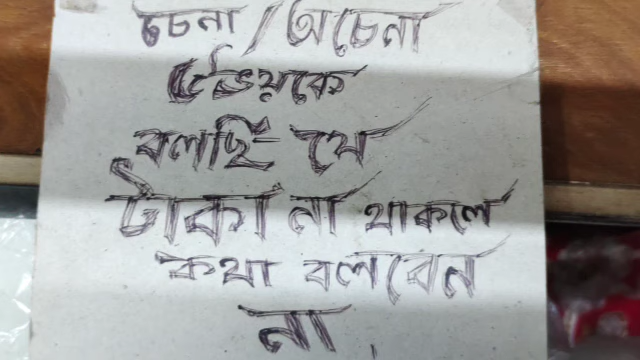 চেনা / অচেনা
উভয়কে
বলছি যে
টাকা না থাকলে
কথা বলবেন
না